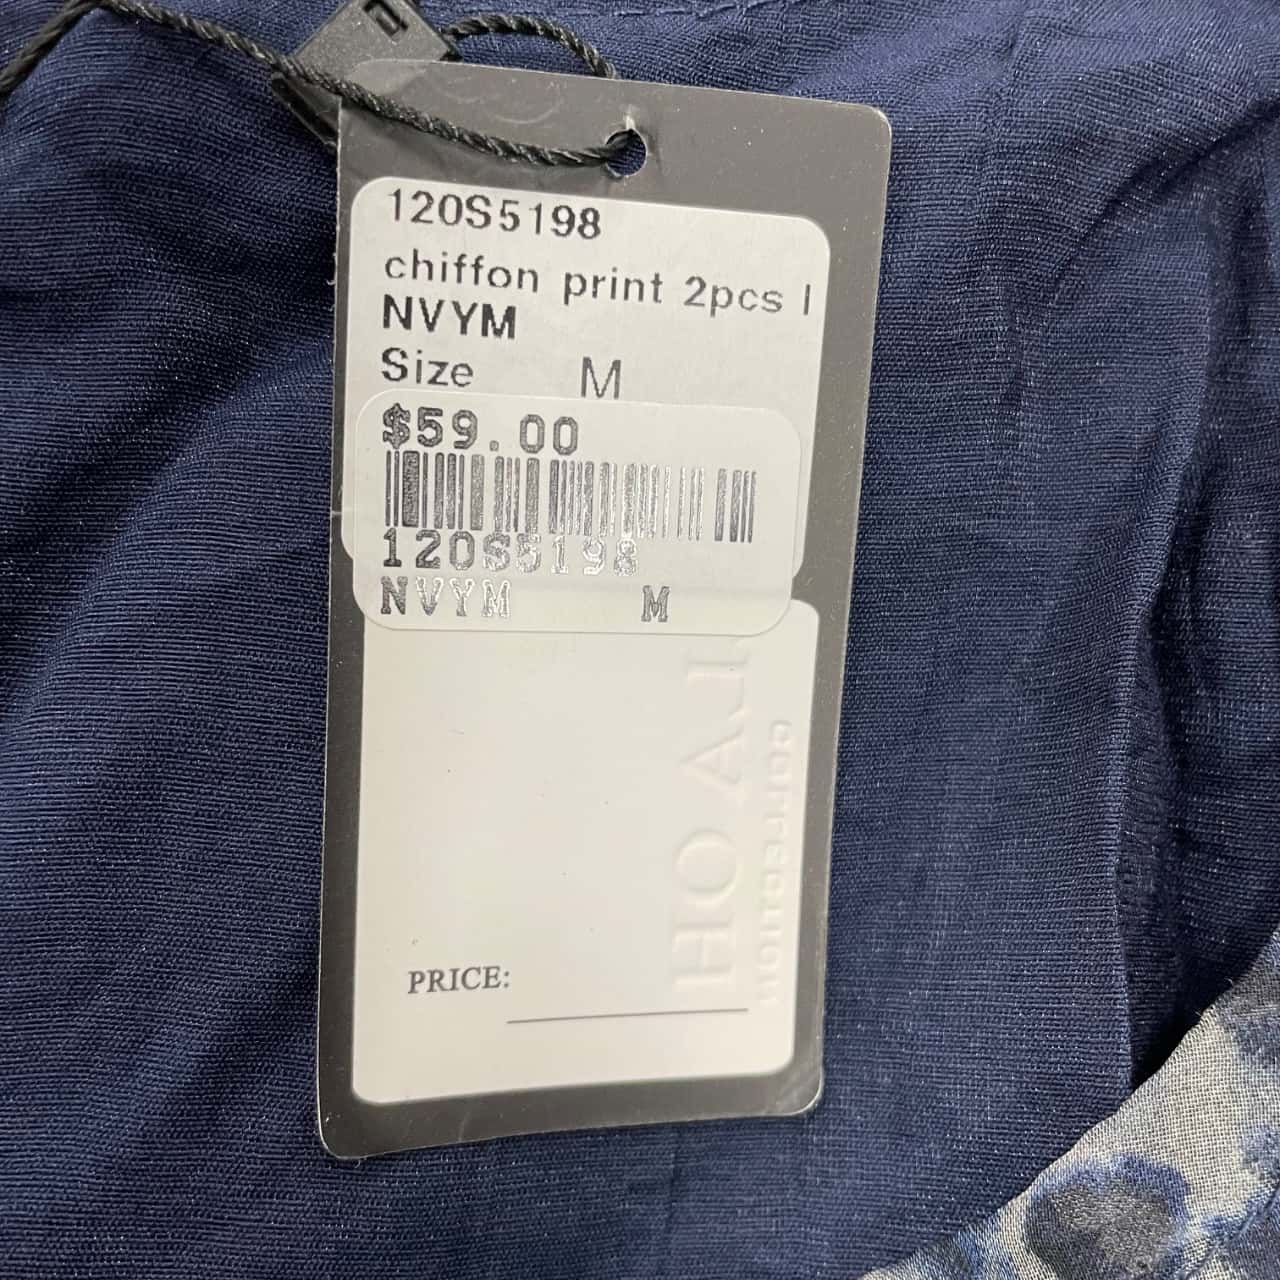 120S5198
chiffon print 2pcs l
NVYM
Size M
$59.00
120S5198
NVYM M
PRICE: